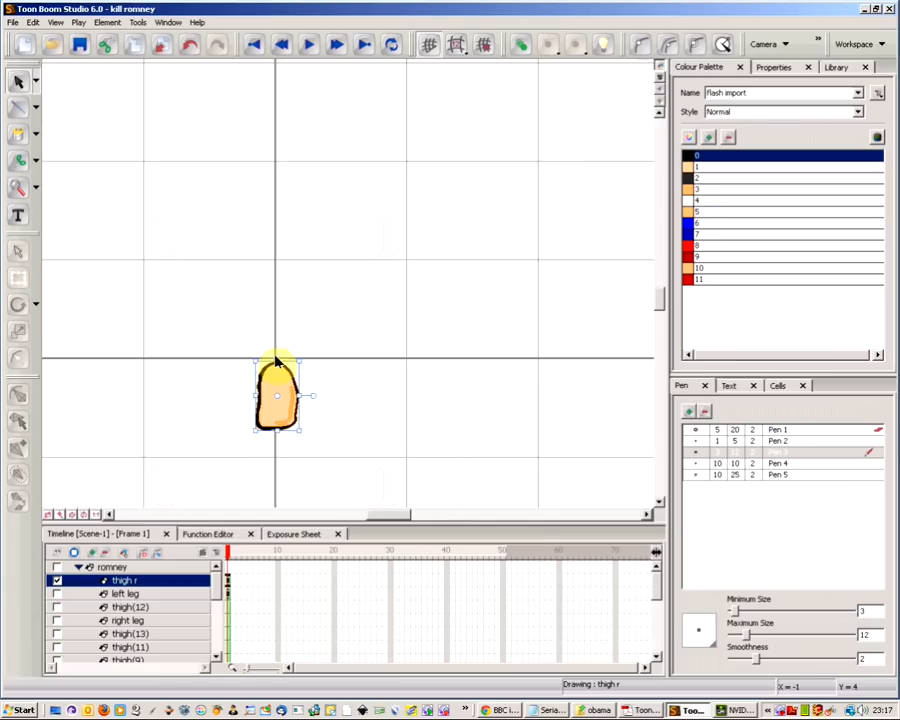 Toon Boom Studio 6.0 - kill romney
File Edit View Play Element Tools Window Help
Camera Workspace
Colour Palette Properties Library
Name flash import
Style Normal
0
1
2
3
4
5
6
7
8
9
10
11
Pen Text Cells
5 20 2 Pen 1
1 5 2 Pen 2
3 12 2 Pen 3
10 10 2 Pen 4
10 25 2 Pen 5
Minimum Size
3
Maximum Size
12
Smoothness
2
Timeline [Scene-1] - [Frame 1] Function Editor Exposure Sheet
10 20 30 40 50 60 70
romney
thigh r
left leg
thigh(12)
right leg
thigh(13)
thigh(11)
thigh(9)
Drawing : thigh r X = -1 Y = 4
Start BBC i... Seria... obama Toon... Too... NVID... 23:17